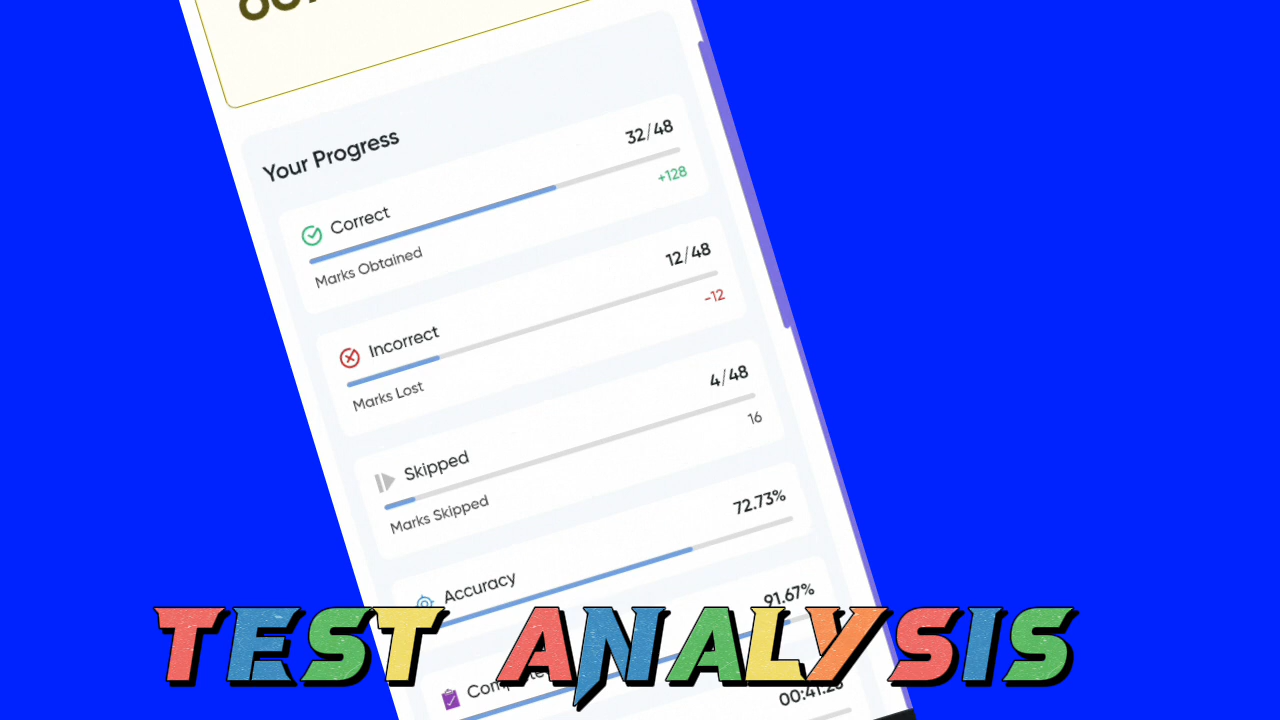 Your Progress
Correct 32/48
Marks Obtained +128
Incorrect 12/48
Marks Lost -12
Skipped 4/48
Marks Skipped 16
Accuracy 72.73%
91.67%
TEST ANALYSIS